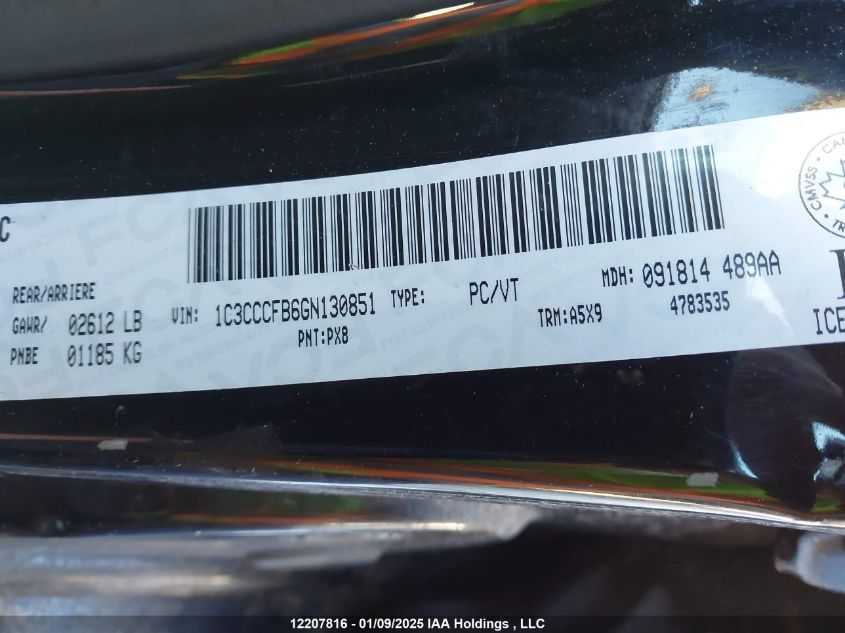 C
REAR/ARRIERE
GAWR/ 02612 LB
PNBE 01185 KG
VIN: 1C3CCCFB6GN130851 TYPE: PC/VT MDH: 091814 489AA
PNT:PX8 TRM:A5X9 4783535
CMVSS
ICE
12207816 - 01/09/2025 IAA Holdings , LLC